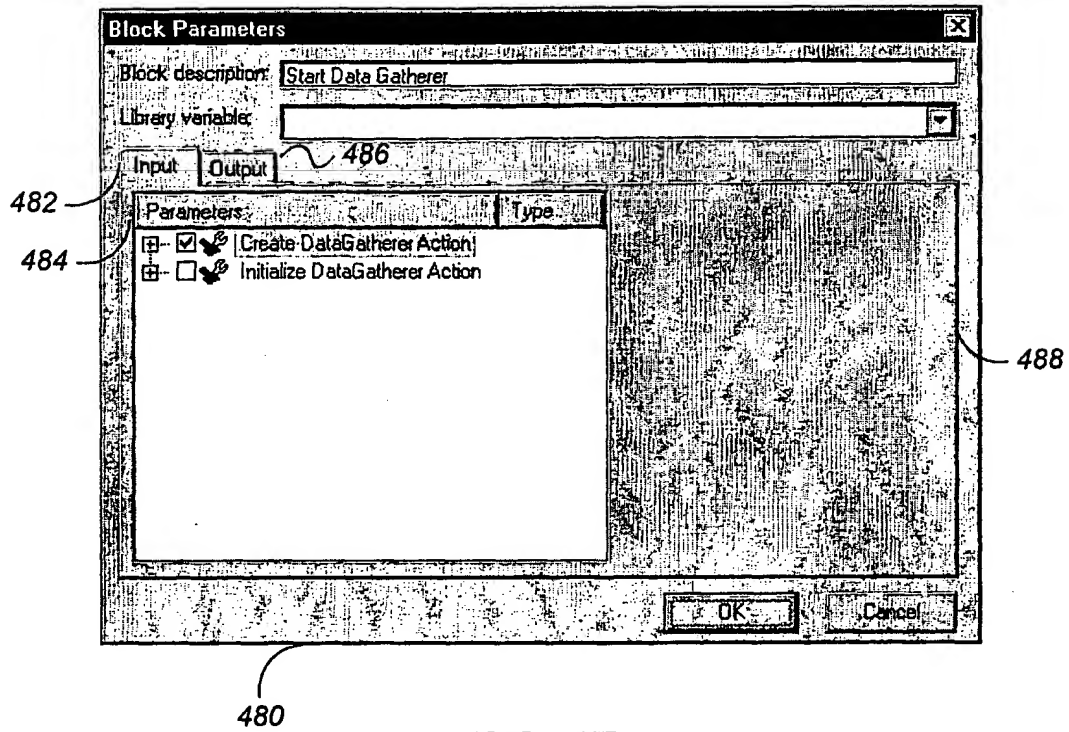 Block Parameters
Block description: Start Data Gatherer
Library variable:
Input Output 486
482
Parameters Type
484
Create DataGatherer Action
Initialize DataGatherer Action
488
OK Cancel
480